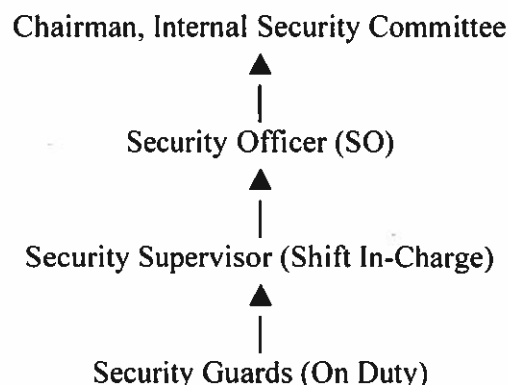 Chairman, Internal Security Committee
Security Officer (SO)
Security Supervisor (Shift In-Charge)
Security Guards (On Duty)